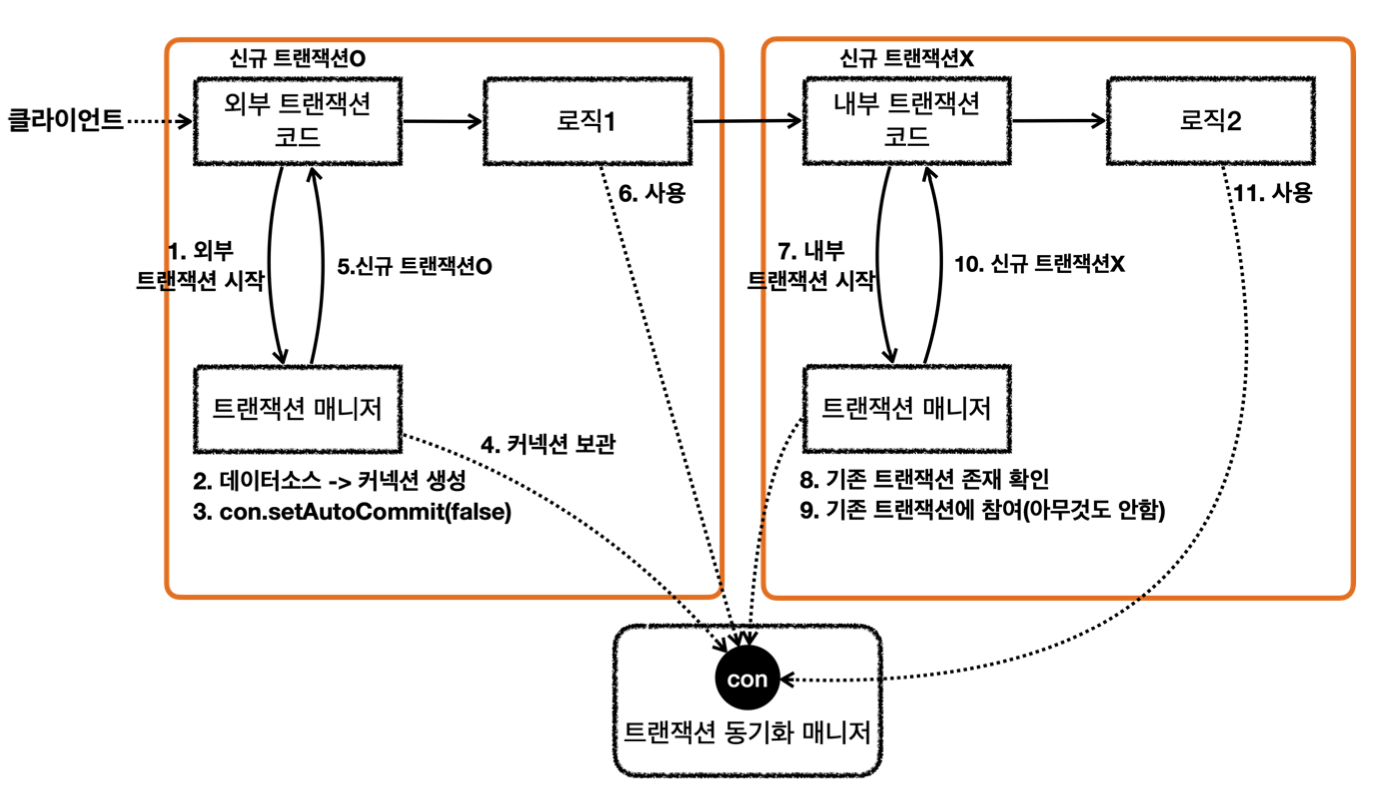 신규 트랜잭션O
클라이언트
외부 트랜잭션
코드
로직1
6. 사용
1. 외부
트랜잭션 시작
5.신규 트랜잭션O
트랜잭션 매니저
4. 커넥션 보관
2. 데이터소스 -> 커넥션 생성
3. con.setAutoCommit(false)
신규 트랜잭션X
내부 트랜잭션
코드
로직2
11. 사용
7. 내부
트랜잭션 시작
10. 신규 트랜잭션X
트랜잭션 매니저
8. 기존 트랜잭션 존재 확인
9. 기존 트랜잭션에 참여(아무것도 안함)
con
트랜잭션 동기화 매니저